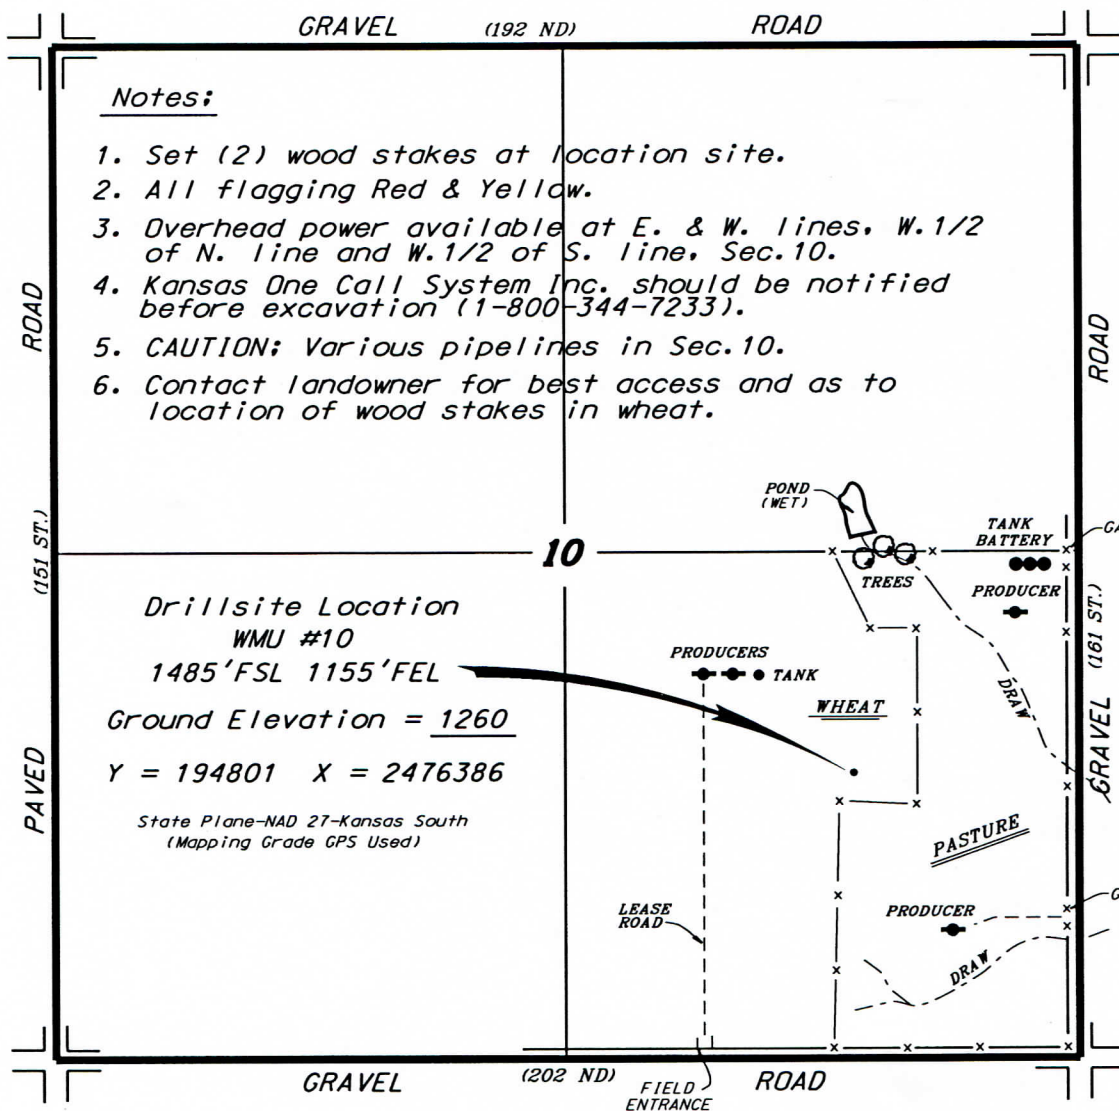 GRAVEL (192 ND) ROAD
Notes:
1. Set (2) wood stakes at location site.
2. All flagging Red & Yellow.
3. Overhead power available at E. & W. lines, W.1/2
of N. line and W.1/2 of S. line, Sec.10.
4. Kansas One Call System Inc. should be notified
before excavation (1-800-344-7233).
5. CAUTION: Various pipelines in Sec.10.
6. Contact landowner for best access and as to
location of wood stakes in wheat.
ROAD
(151 ST.)
PAVED
ROAD
(161 ST.)
GRAVEL
POND
(WET)
TREES
TANK
BATTERY
GA
PRODUCER
10
Drillsite Location
WMU #10
1485'FSL 1155'FEL
Ground Elevation = 1260
Y = 194801 X = 2476386
State Plane-NAD 27-Kansas South
(Mapping Grade GPS Used)
PRODUCERS
TANK
WHEAT
DRAW
PASTURE
LEASE
ROAD
PRODUCER
G
DRAW
GRAVEL (202 ND) ROAD
FIELD
ENTRANCE